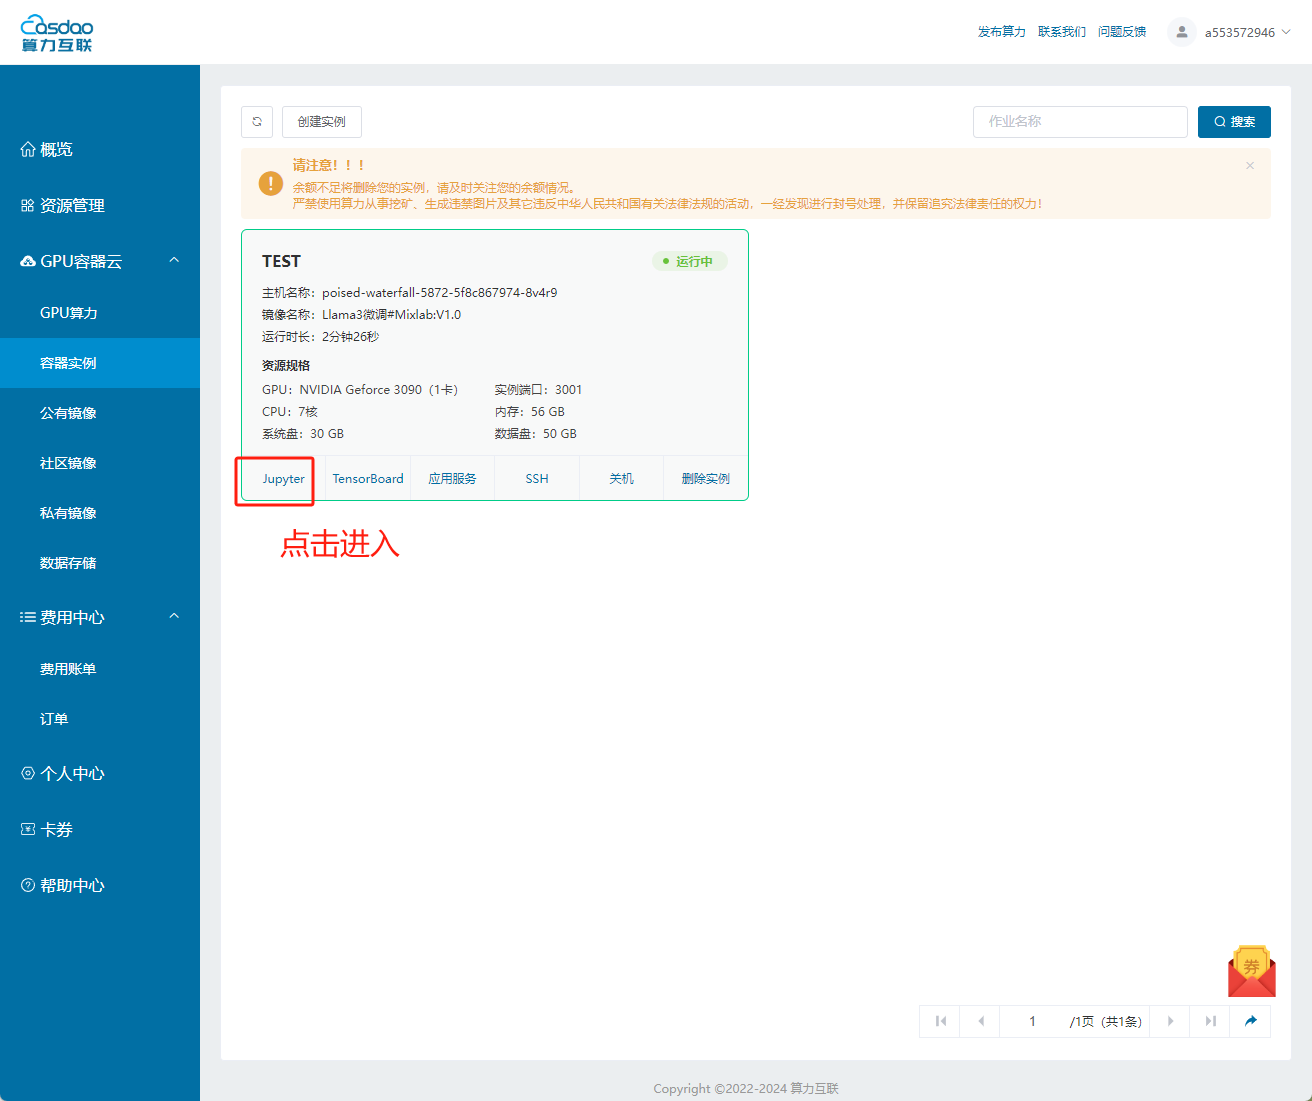 Casdao
算力互联
发布算力 联系我们 问题反馈 a553572946
概览
资源管理
GPU容器云
GPU算力
容器实例
公有镜像
社区镜像
私有镜像
数据存储
费用中心
费用账单
订单
个人中心
卡券
帮助中心
创建实例
作业名称
搜索
请注意！！！
余额不足将删除您的实例，请及时关注您的余额情况。
严禁使用算力从事挖矿、生成违禁图片及其它违反中华人民共和国有关法律法规的活动，一经发现进行封号处理，并保留追究法律责任的权力！
TEST
运行中
主机名称：poised-waterfall-5872-5f8c867974-8v4r9
镜像名称：Llama3微调#Mixlab:V1.0
运行时长：2分钟26秒
资源规格
GPU：NVIDIA Geforce 3090（1卡） 实例端口：3001
CPU：7核 内存：56 GB
系统盘：30 GB 数据盘：50 GB
Jupyter TensorBoard 应用服务 SSH 关机 删除实例
点击进入
券
1 /1页（共1条）
Copyright ©2022-2024 算力互联